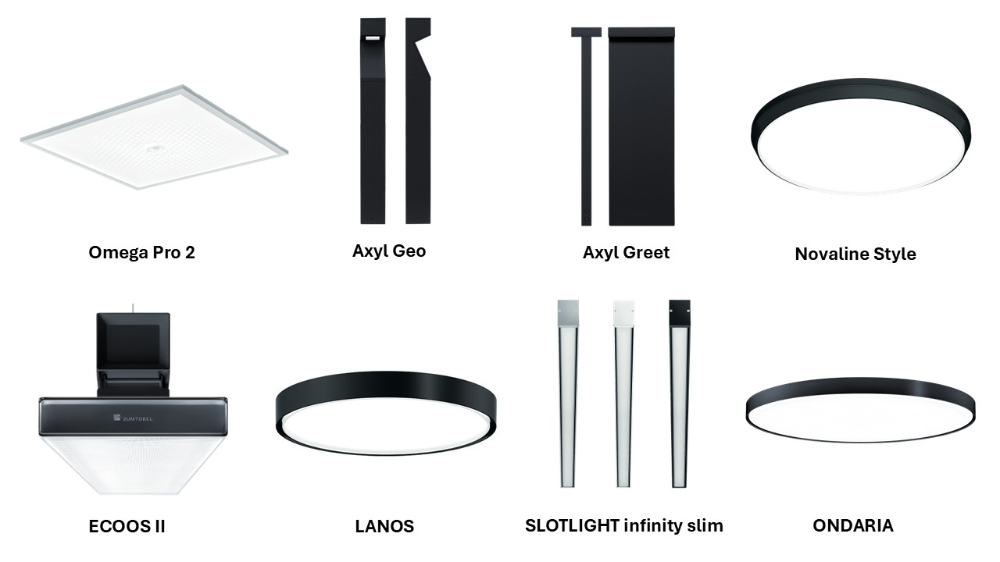 Omega Pro 2
Axyl Geo
Axyl Greet
Novaline Style
ZUMTOBEL
ECOOS II
LANOS
SLOTLIGHT infinity slim
ONDARIA